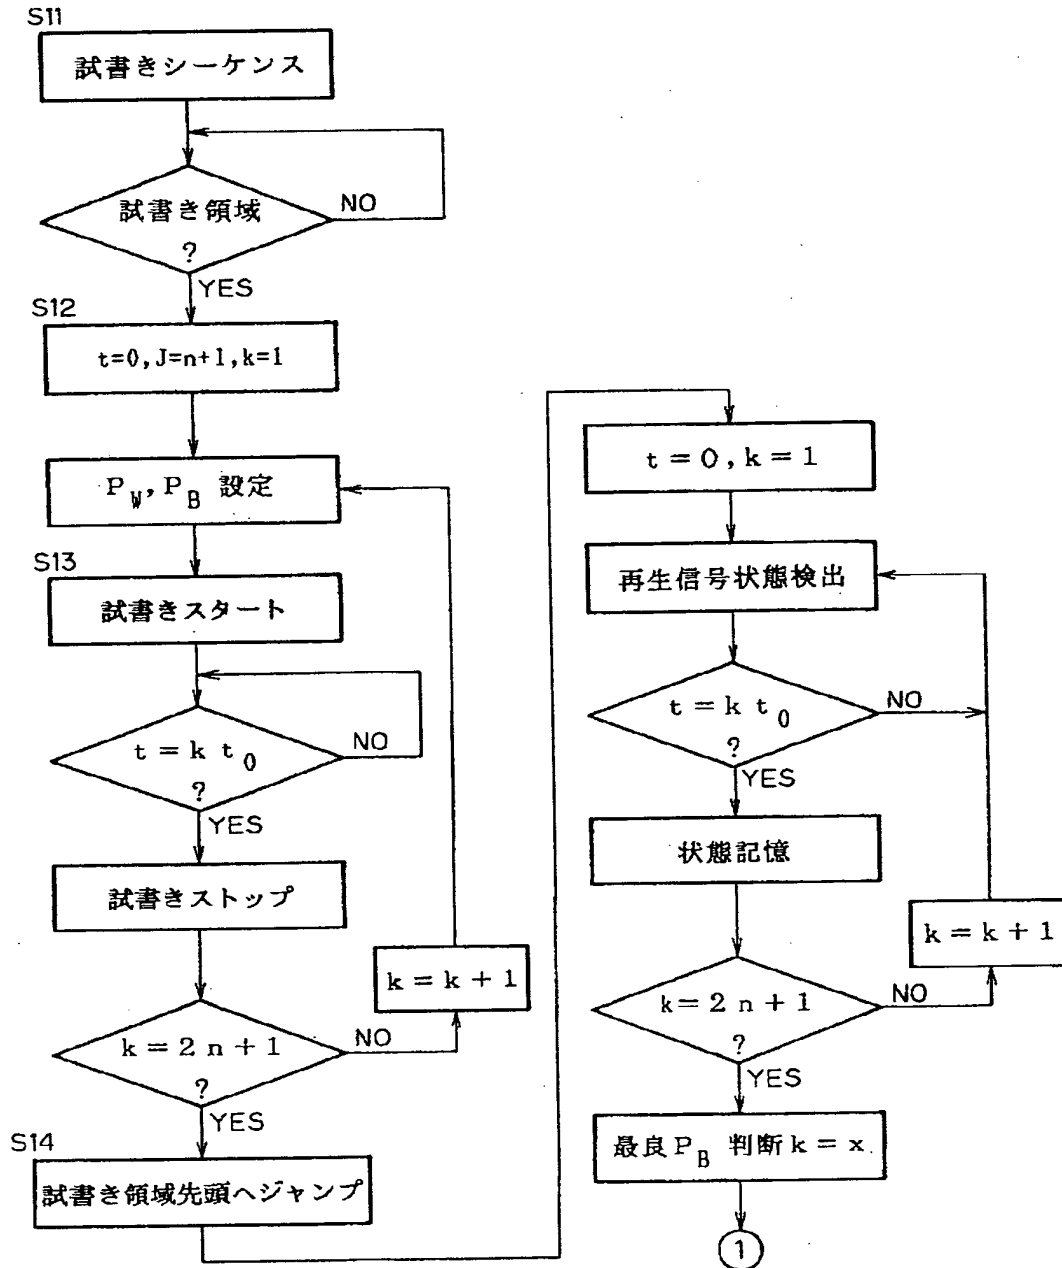 S11
試書きシーケンス
試書き領域
?
NO
YES
S12
t=0,J=n+1,k=1
P_W, P_B 設定
S13
試書きスタート
t = k t_0
?
NO
YES
試書きストップ
k = k + 1
k = 2 n + 1
?
NO
YES
S14
試書き領域先頭へジャンプ
t = 0, k = 1
再生信号状態検出
t = k t_0
?
NO
YES
状態記憶
k = k + 1
k = 2 n + 1
?
NO
YES
最良 P_B 判断 k = x
1